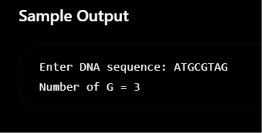 Sample Output
Enter DNA sequence: ATGCGTAG
Number of G = 3